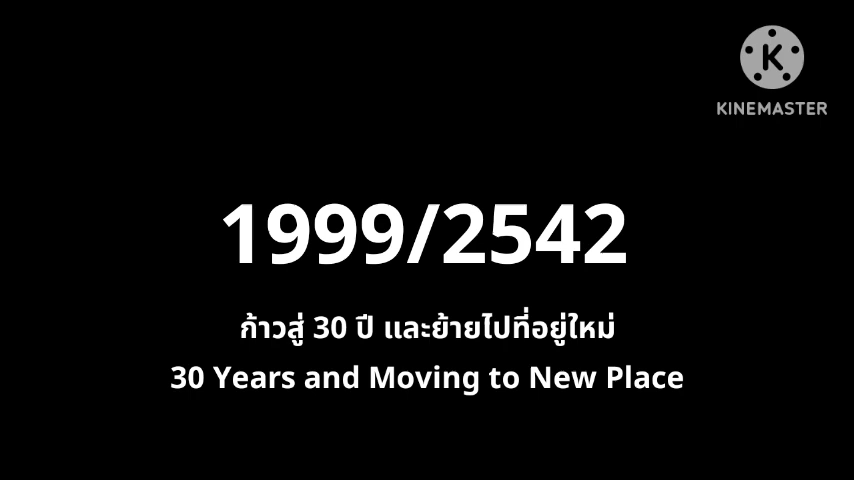 K
KINEMASTER
1999/2542
ก้าวสู่ 30 ปี และย้ายไปที่อยู่ใหม่
30 Years and Moving to New Place